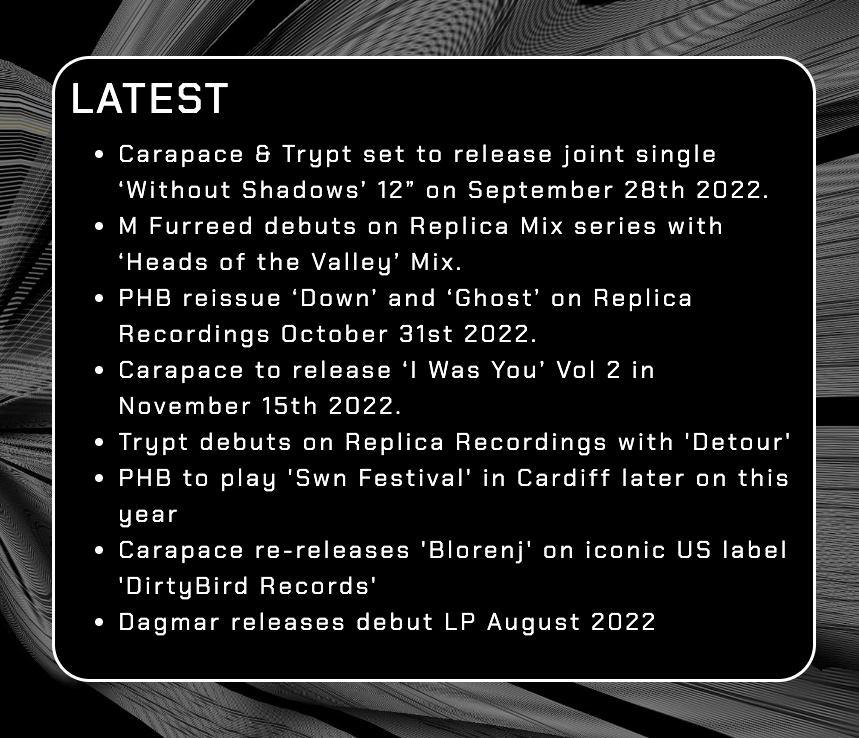 LATEST
• Carapace & Trypt set to release joint single
‘Without Shadows’ 12” on September 28th 2022.
• M Furreed debuts on Replica Mix series with
‘Heads of the Valley’ Mix.
• PHB reissue ‘Down’ and ‘Ghost’ on Replica
Recordings October 31st 2022.
• Carapace to release ‘I Was You’ Vol 2 in
November 15th 2022.
• Trypt debuts on Replica Recordings with 'Detour'
• PHB to play 'Swn Festival' in Cardiff later on this
year
• Carapace re-releases 'Blorenj' on iconic US label
'DirtyBird Records'
• Dagmar releases debut LP August 2022